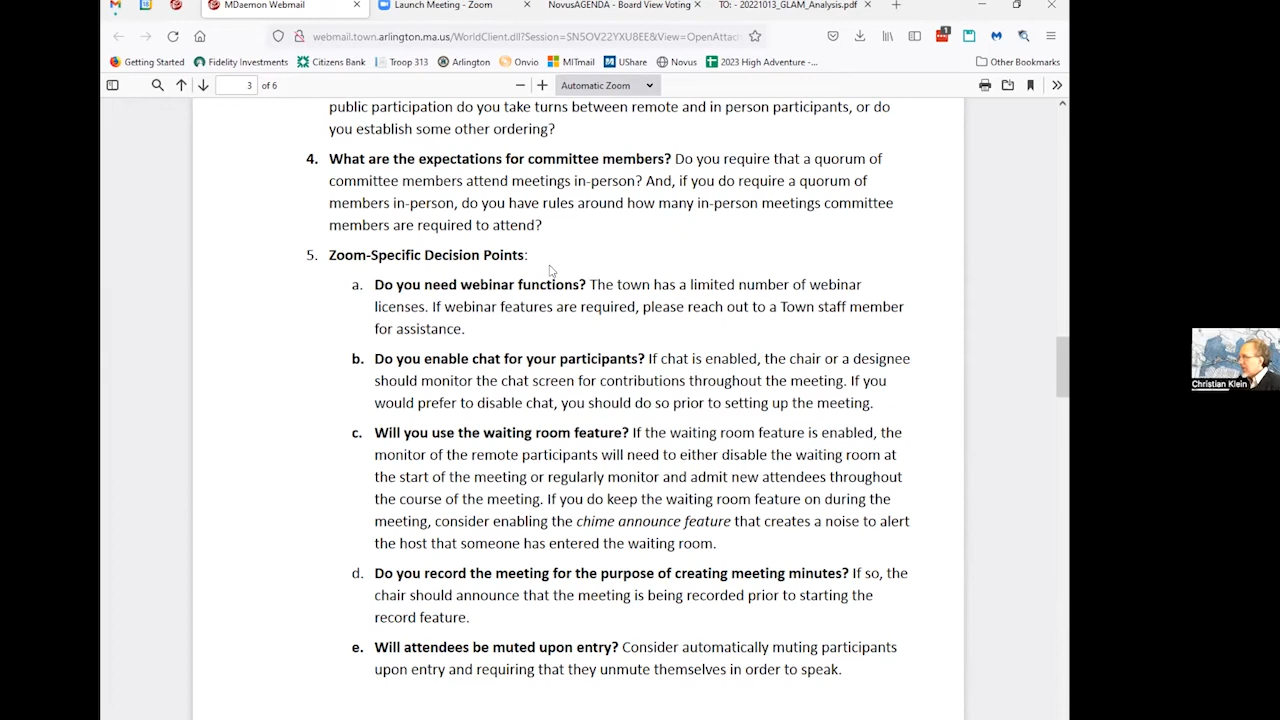 MDaemon Webmail
Launch Meeting - Zoom
NovusAGENDA - Board View Voting
TO: - 20221013_GLAM_Analysis.pdf
webmail.town.arlington.ma.us/WorldClient.dll?Session=SN5OV22YXU8EE&View=OpenAttac
Getting Started
Fidelity Investments
Citizens Bank
Troop 313
Arlington
Onvio
MITmail
UShare
Novus
2023 High Adventure -...
Other Bookmarks
3 of 6
Automatic Zoom
public participation do you take turns between remote and in person participants, or do
you establish some other ordering?
4. What are the expectations for committee members? Do you require that a quorum of
committee members attend meetings in-person? And, if you do require a quorum of
members in-person, do you have rules around how many in-person meetings committee
members are required to attend?
5. Zoom-Specific Decision Points:
a. Do you need webinar functions? The town has a limited number of webinar
licenses. If webinar features are required, please reach out to a Town staff member
for assistance.
b. Do you enable chat for your participants? If chat is enabled, the chair or a designee
should monitor the chat screen for contributions throughout the meeting. If you
would prefer to disable chat, you should do so prior to setting up the meeting.
c. Will you use the waiting room feature? If the waiting room feature is enabled, the
monitor of the remote participants will need to either disable the waiting room at
the start of the meeting or regularly monitor and admit new attendees throughout
the course of the meeting. If you do keep the waiting room feature on during the
meeting, consider enabling the chime announce feature that creates a noise to alert
the host that someone has entered the waiting room.
d. Do you record the meeting for the purpose of creating meeting minutes? If so, the
chair should announce that the meeting is being recorded prior to starting the
record feature.
e. Will attendees be muted upon entry? Consider automatically muting participants
upon entry and requiring that they unmute themselves in order to speak.
Christian Klein